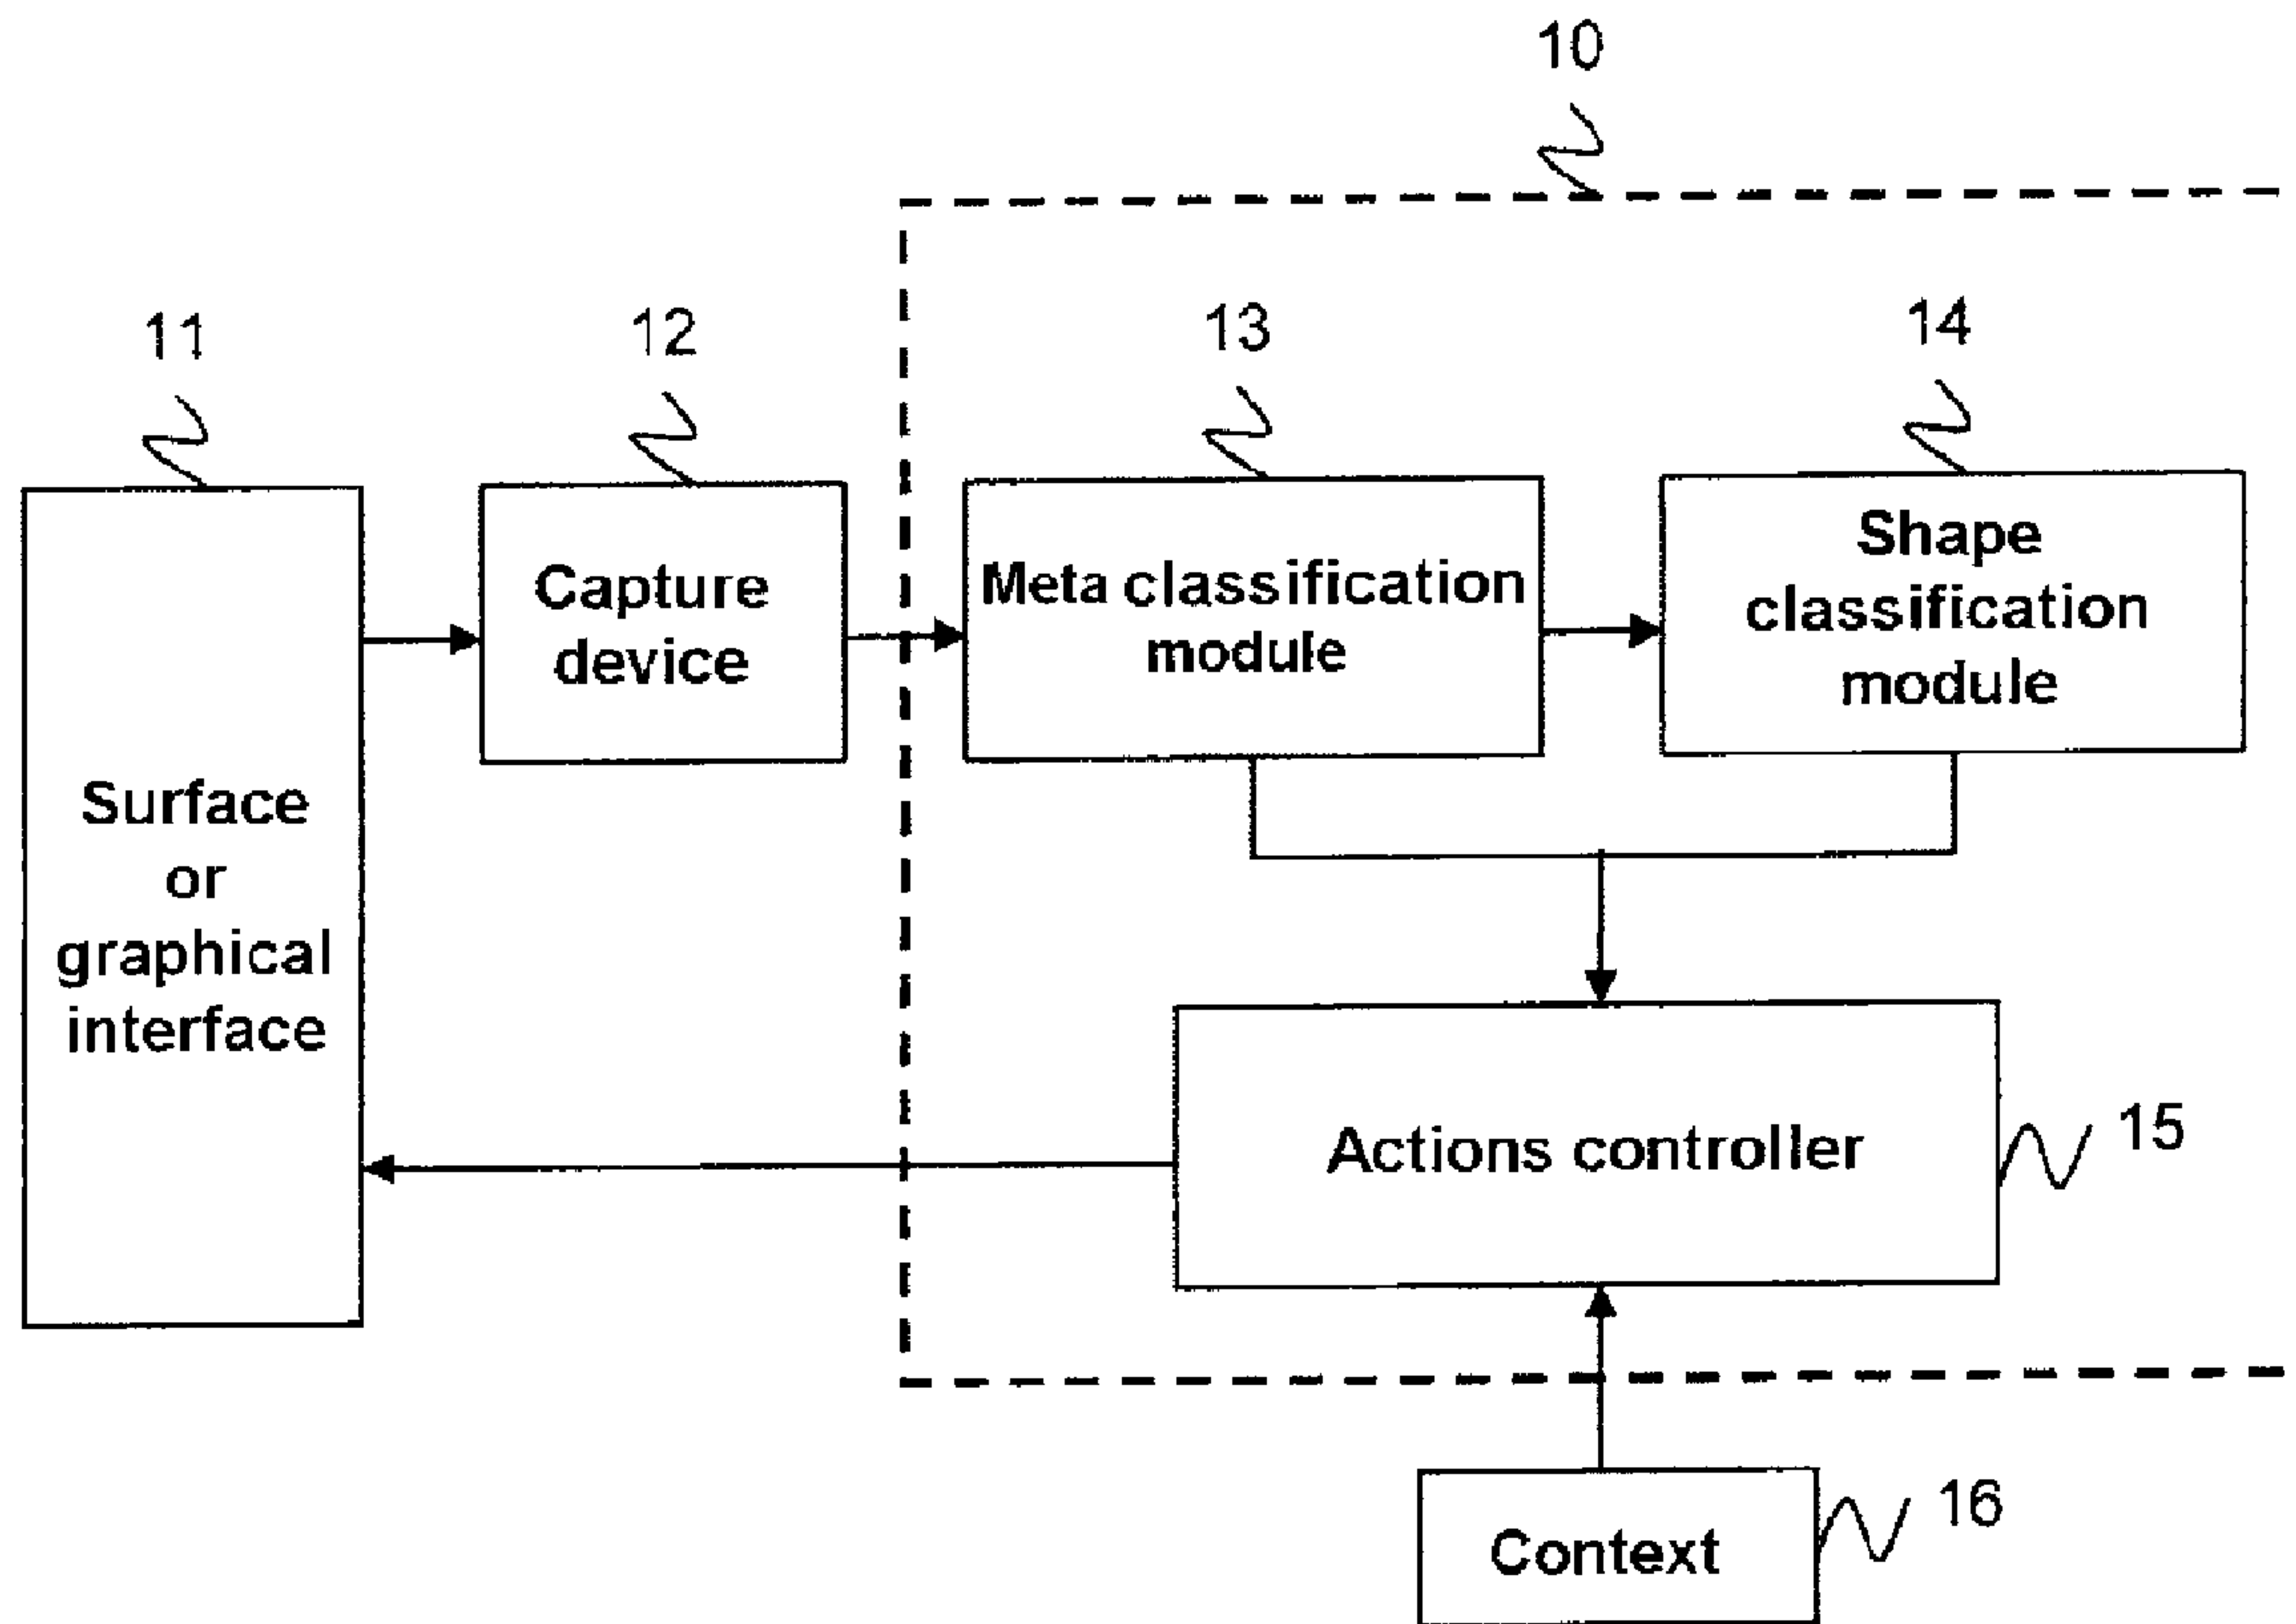 10
11
12
13
14
Surface
or
graphical
interface
Capture
device
Meta classification
module
Shape
classification
module
Actions controller
15
Context
16